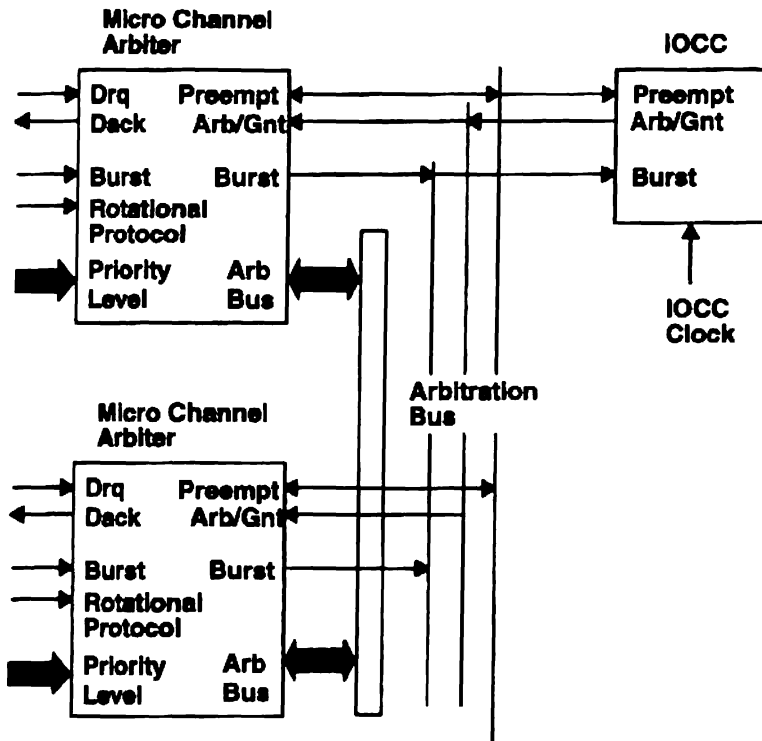 Micro Channel
Arbiter
IOCC
Drq Preempt
Dack Arb/Gnt
Burst Burst
Rotational
Protocol
Priority Arb
Level Bus
Preempt
Arb/Gnt
Burst
IOCC
Clock
Arbitration
Bus
Micro Channel
Arbiter
Drq Preempt
Dack Arb/Gnt
Burst Burst
Rotational
Protocol
Priority Arb
Level Bus